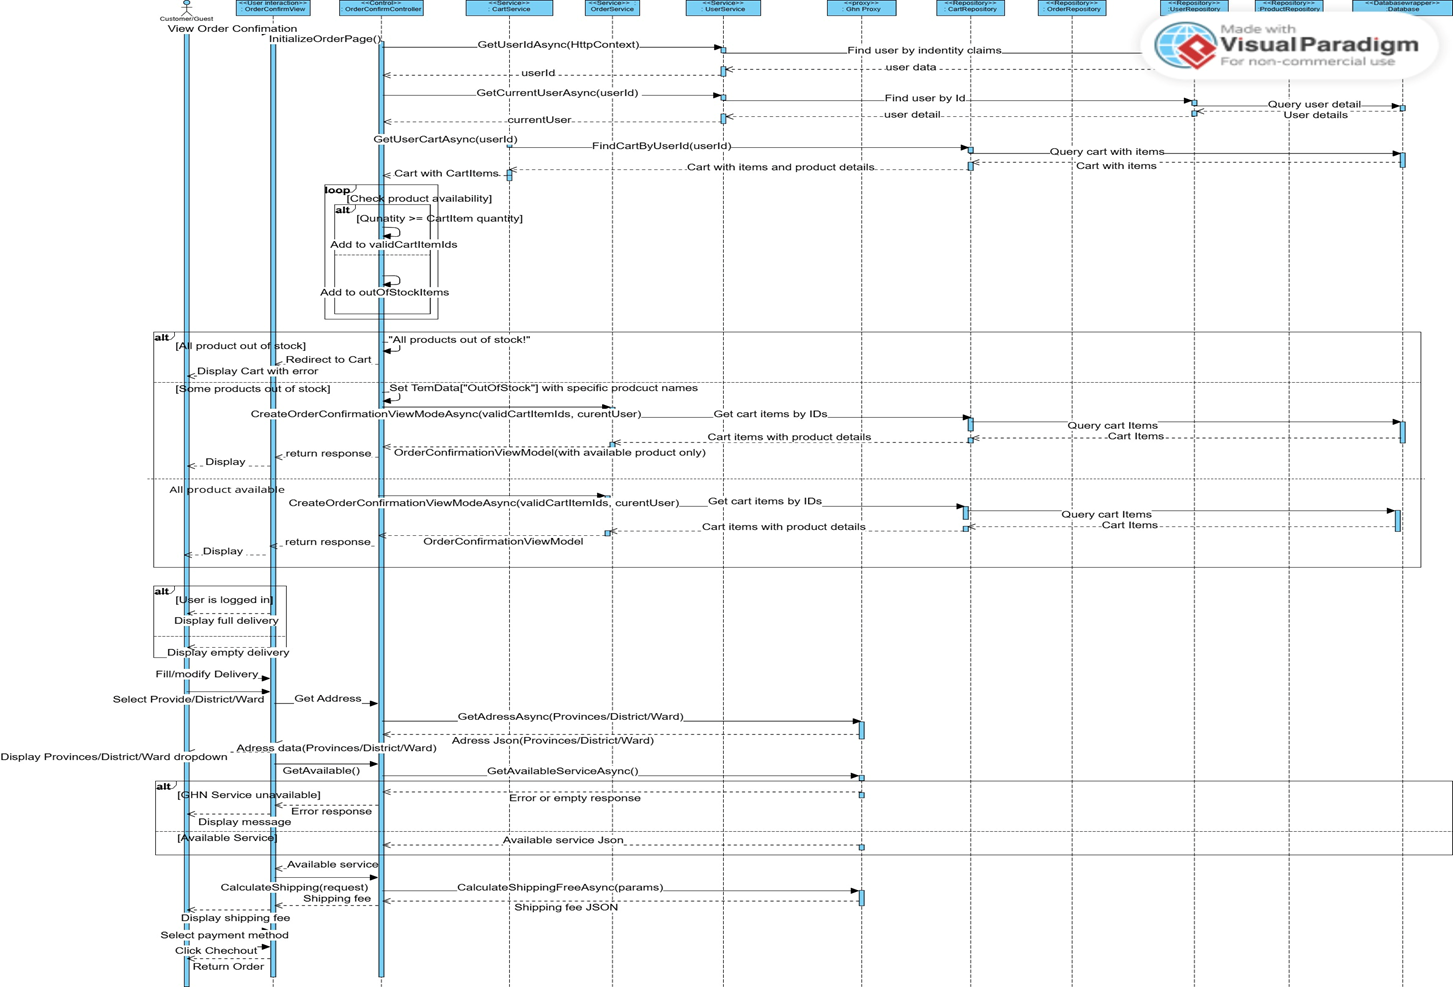 <<User interaction>>
: OrderConfirmView
<<Control>>
: OrderConfirmController
<<Service>>
: CartService
<<Service>>
: OrderService
<<Service>>
: UserService
<<proxy>>
: Ghn Proxy
<<Repository>>
: CartRepository
<<Repository>>
: OrderRepository
<<Repository>>
: UserRepository
<<Repository>>
: ProductRepository
<<Databasewrapper>>
: Database
Customer/Guest
Made with
VisualParadigm
For non-commercial use
View Order Confimation
InitializeOrderPage()
GetUserIdAsync(HttpContext)
Find user by indentity claims
user data
userId
GetCurrentUserAsync(userId)
Find user by Id
Query user detail
user detail
User details
currentUser
GetUserCartAsync(userId)
FindCartByUserId(userId)
Query cart with items
Cart with items and product details
Cart with items
Cart with CartItems
loop
[Check product availability]
alt
[Qunatity >= CartItem quantity]
Add to validCartItemIds
Add to outOfStockItems
alt
[All product out of stock]
"All products out of stock!"
Redirect to Cart
Display Cart with error
[Some products out of stock]
Set TemData["OutOfStock"] with specific prodcuct names
CreateOrderConfirmationViewModeAsync(validCartItemIds, curentUser)
Get cart items by IDs
Query cart Items
Cart items with product details
Cart Items
return response
OrderConfirmationViewModel(with available product only)
Display
All product available
CreateOrderConfirmationViewModeAsync(validCartItemIds, curentUser)
Get cart items by IDs
Query cart Items
Cart items with product details
Cart Items
return response
OrderConfirmationViewModel
Display
alt
[User is logged in]
Display full delivery
Display empty delivery
Fill/modify Delivery
Select Provide/District/Ward
Get Address
GetAdressAsync(Provinces/District/Ward)
Adress Json(Provinces/District/Ward)
Adress data(Provinces/District/Ward)
Display Provinces/District/Ward dropdown
GetAvailable()
GetAvailableServiceAsync()
alt
[GHN Service unavailable]
Error or empty response
Error response
Display message
[Available Service]
Available service Json
Available service
CalculateShipping(request)
CalculateShippingFreeAsync(params)
Shipping fee
Shipping fee JSON
Display shipping fee
Select payment method
Click Chechout
Return Order